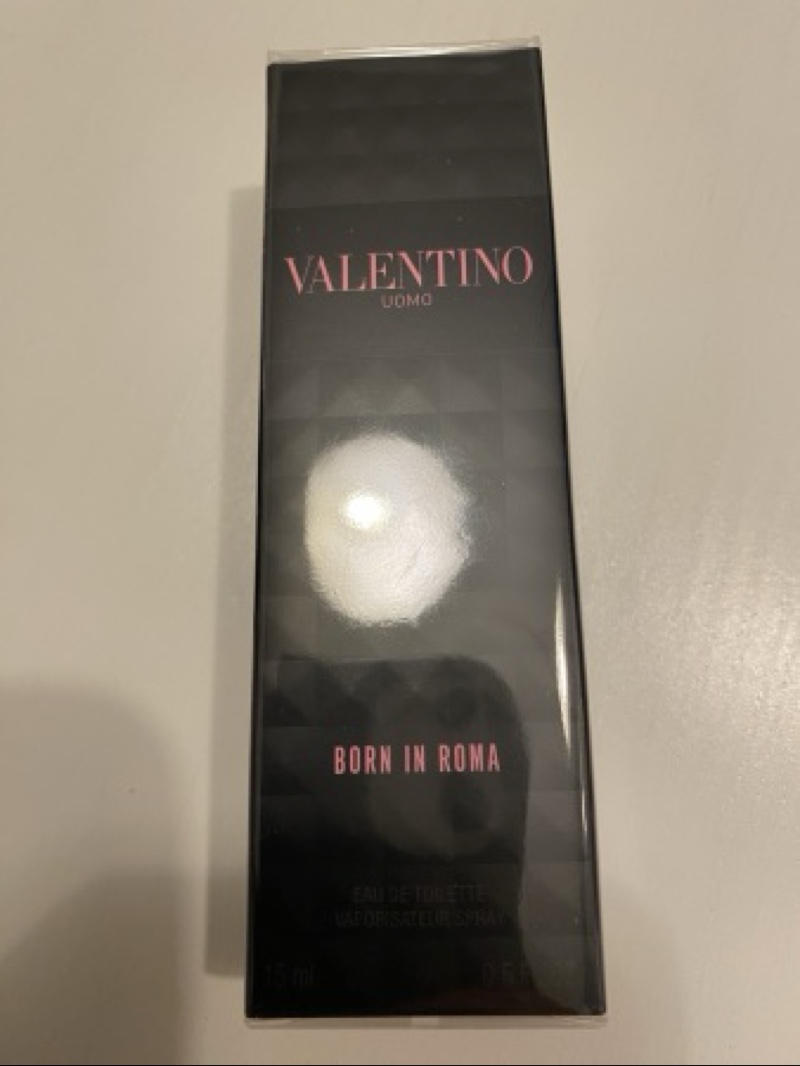 VALENTINO
UOMO
BORN IN ROMA
EAU DE TOILETTE
VAPORISATEUR SPRAY
15 ml